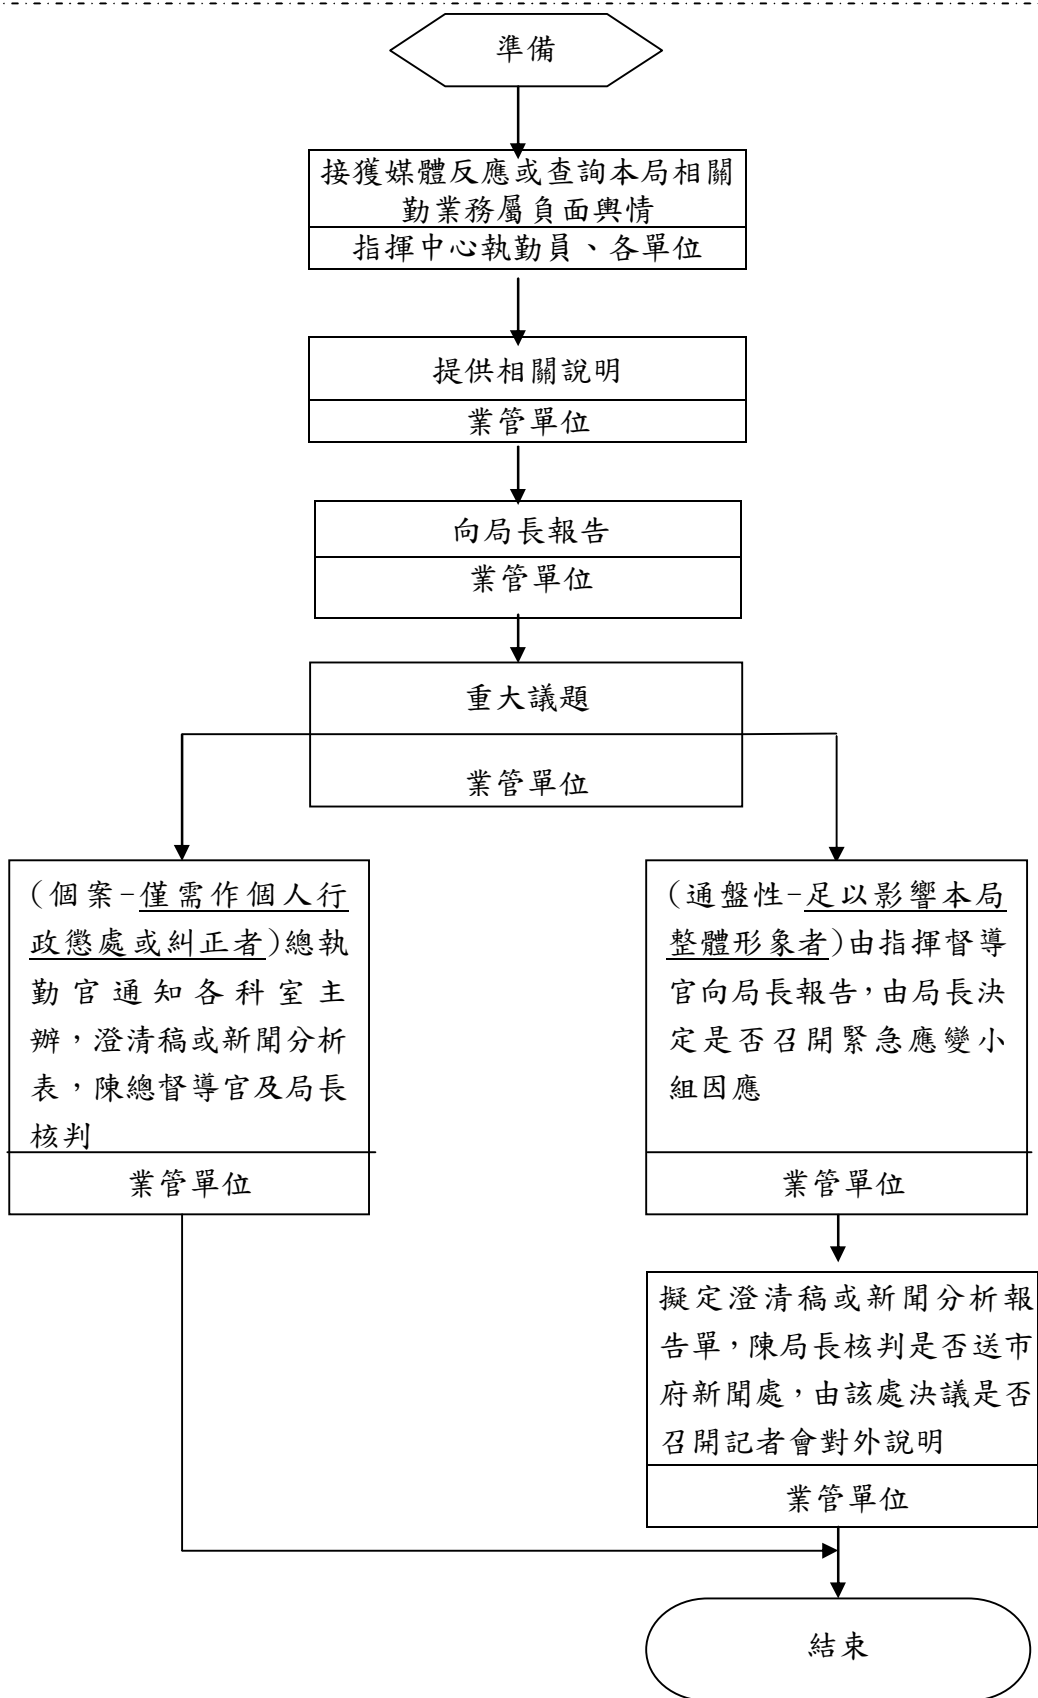 準備
接獲媒體反應或查詢本局相關
勤業務屬負面輿情
指揮中心執勤員、各單位
提供相關說明
業管單位
向局長報告
業管單位
重大議題
業管單位
(個案-僅需作個人行
政懲處或糾正者)總執
勤官通知各科室主
辦，澄清稿或新聞分析
表，陳總督導官及局長
核判
業管單位
(通盤性-足以影響本局
整體形象者)由指揮督導
官向局長報告，由局長決
定是否召開緊急應變小
組因應
業管單位
擬定澄清稿或新聞分析報
告單，陳局長核判是否送市
府新聞處，由該處決議是否
召開記者會對外說明
業管單位
結束